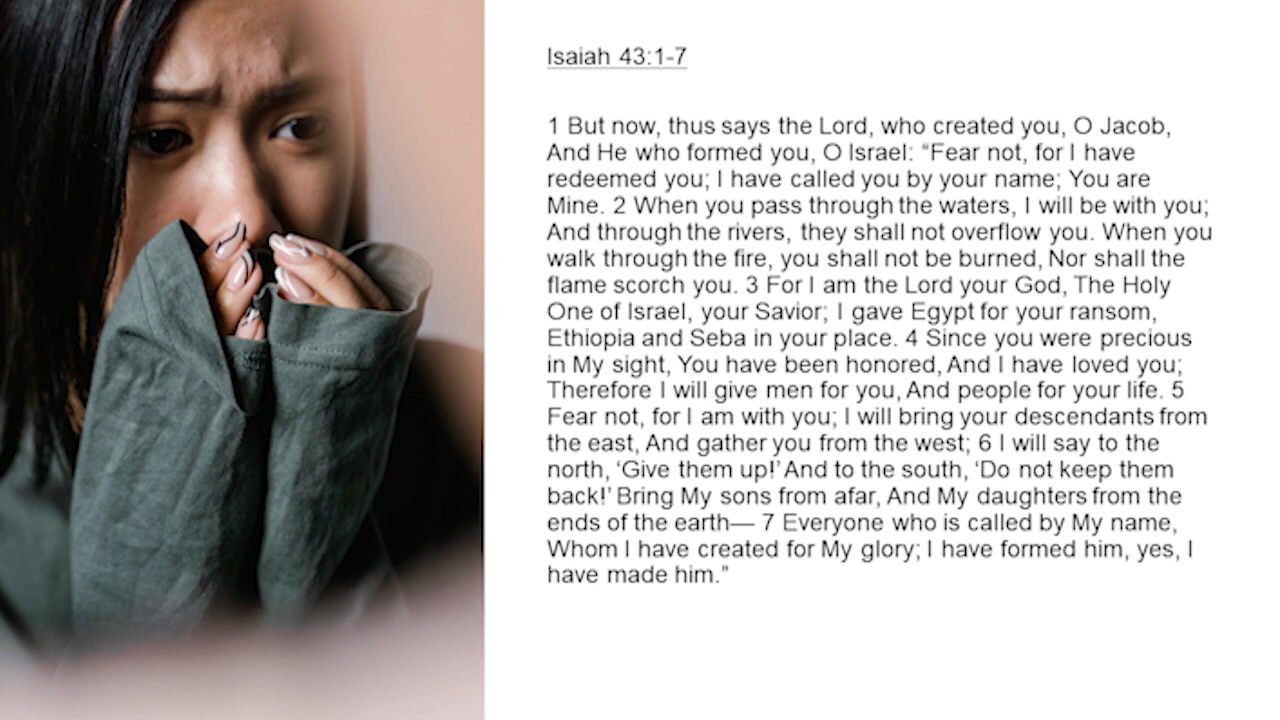 Isaiah 43:1-7
1 But now, thus says the Lord, who created you, O Jacob,
And He who formed you, O Israel: “Fear not, for I have
redeemed you; I have called you by your name; You are
Mine. 2 When you pass through the waters, I will be with you;
And through the rivers, they shall not overflow you. When you
walk through the fire, you shall not be burned, Nor shall the
flame scorch you. 3 For I am the Lord your God, The Holy
One of Israel, your Savior; I gave Egypt for your ransom,
Ethiopia and Seba in your place. 4 Since you were precious
in My sight, You have been honored, And I have loved you;
Therefore I will give men for you, And people for your life. 5
Fear not, for I am with you; I will bring your descendants from
the east, And gather you from the west; 6 I will say to the
north, ‘Give them up!’ And to the south, ‘Do not keep them
back!’ Bring My sons from afar, And My daughters from the
ends of the earth— 7 Everyone who is called by My name,
Whom I have created for My glory; I have formed him, yes, I
have made him.”